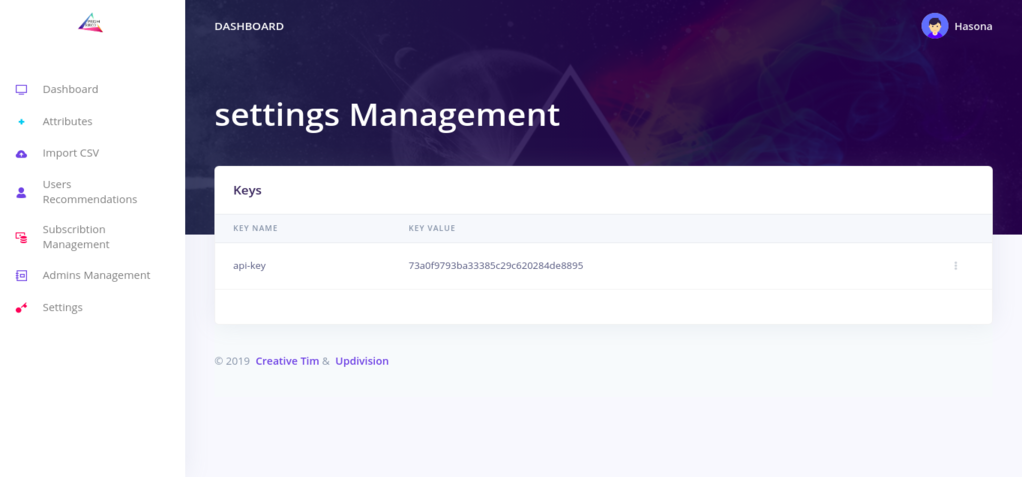 DASHBOARD
Hasona
Dashboard
Attributes
Import CSV
Users
Recommendations
Subscribtion
Management
Admins Management
Settings
settings Management
Keys
KEY NAME KEY VALUE
api-key 73a0f9793ba33385c29c620284de8895
© 2019 Creative Tim & Updivision